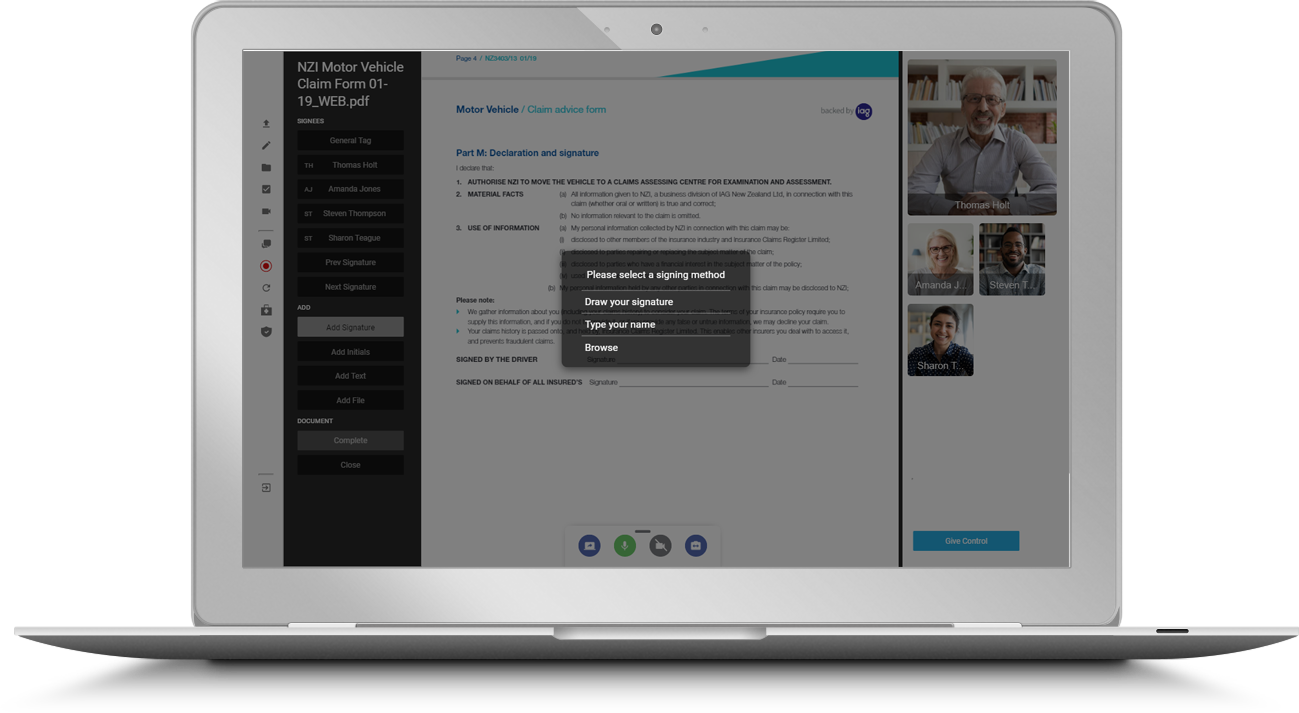 NZI Motor Vehicle
Claim Form 01-
19_WEB.pdf
SIGNEES
General Tag
TH Thomas Holt
AJ Amanda Jones
ST Steven Thompson
ST Sharon Teague
Prev Signature
Next Signature
ADD
Add Signature
Add Initials
Add Text
Add File
DOCUMENT
Complete
Close
Page 4 / NZ3403/13 01/19
Motor Vehicle / Claim advice form
backed by iag
Part M: Declaration and signature
I declare that:
1. AUTHORISE NZI TO MOVE THE VEHICLE TO A CLAIMS ASSESSING CENTRE FOR EXAMINATION AND ASSESSMENT.
2. MATERIAL FACTS (a) All information given to NZI, a business division of IAG New Zealand Ltd, in connection with this
claim (whether oral or written) is true and correct;
(b) No information relevant to the claim is omitted.
3. USE OF INFORMATION (a) My personal information collected by NZI in connection with this claim may be:
(i) disclosed to other members of the insurance industry and Insurance Claims Register Limited;
disclosed to parties repairing or replacing the subject matter of the claim;
disclosed to parties who have a financial interest in the subject matter of the policy;
(b) My personal information held by any other parties in connection with this claim may be disclosed to NZI;
Please note:
We gather information about you of your insurance policy require you to
supply this information, and if you do not or untrue information, we may decline your claim.
Your claims history is passed onto Register Limited. This enables other insurers you deal with to access it,
and prevents fraudulent claims.
SIGNED BY THE DRIVER Signature Date
SIGNED ON BEHALF OF ALL INSURED'S Signature Date
Please select a signing method
Draw your signature
Type your name
Browse
Thomas Holt
Amanda J...
Steven T...
Sharon T...
Give Control